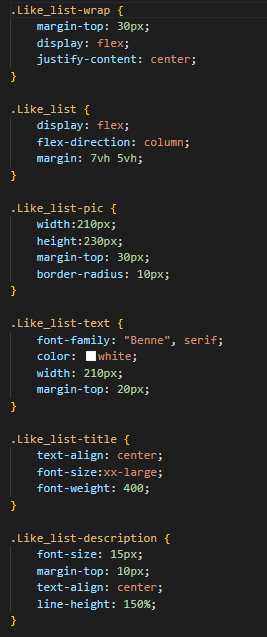 .Like_list-wrap {
    margin-top: 30px;
    display: flex;
    justify-content: center;
}

.Like_list {
    display: flex;
    flex-direction: column;
    margin: 7vh 5vh;
}

.Like_list-pic {
    width:210px;
    height:230px;
    margin-top: 30px;
    border-radius: 10px;
}

.Like_list-text {
    font-family: "Benne", serif;
    color: white;
    width: 210px;
    margin-top: 20px;
}

.Like_list-title {
    text-align: center;
    font-size:xx-large;
    font-weight: 400;
}

.Like_list-description {
    font-size: 15px;
    margin-top: 10px;
    text-align: center;
    line-height: 150%;
}